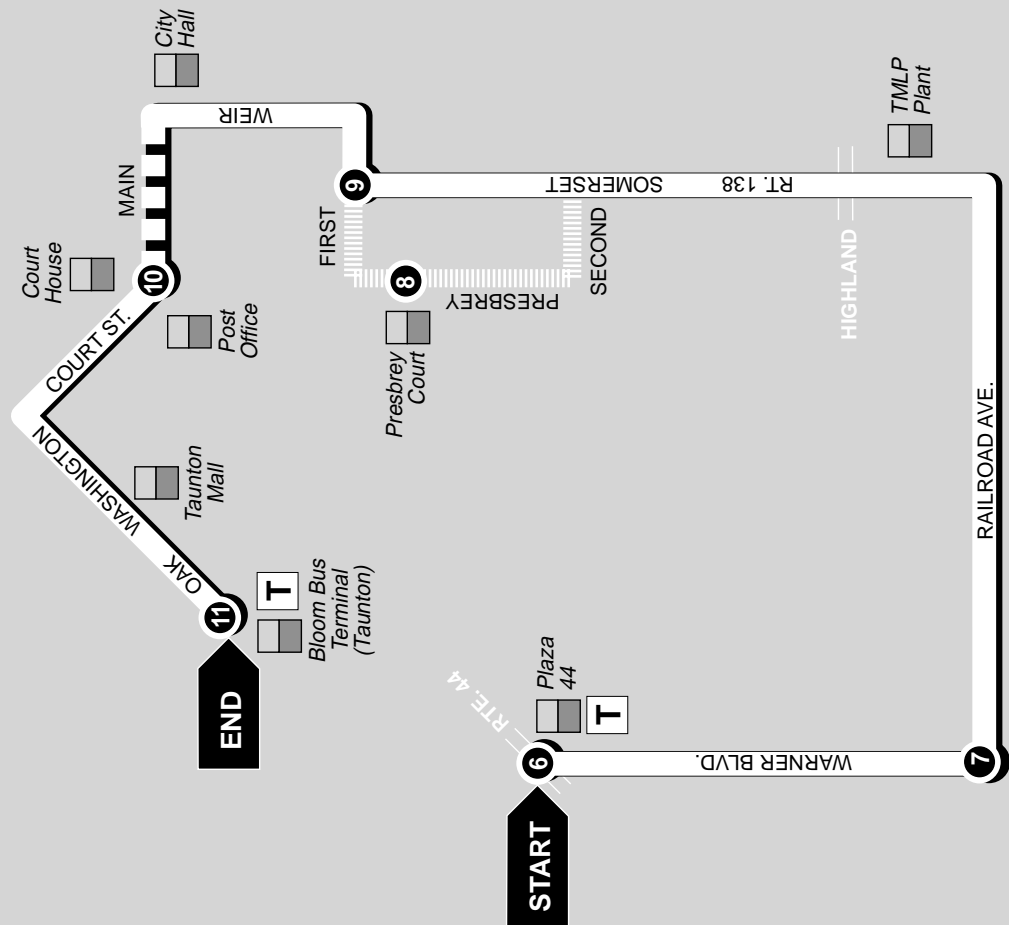 City
Hall
WEIR
MAIN
Court
House
10
COURT ST.
Post
Office
WASHINGTON
OAK
Taunton
Mall
11
T
Bloom Bus
Terminal
(Taunton)
END
9
FIRST
8
PRESBREY
SECOND
Presbrey
Court
SOMERSET
RT. 138
HIGHLAND
TMLP
Plant
RAILROAD AVE.
7
WARNER BLVD.
RTE. 44
6
Plaza
44
T
START